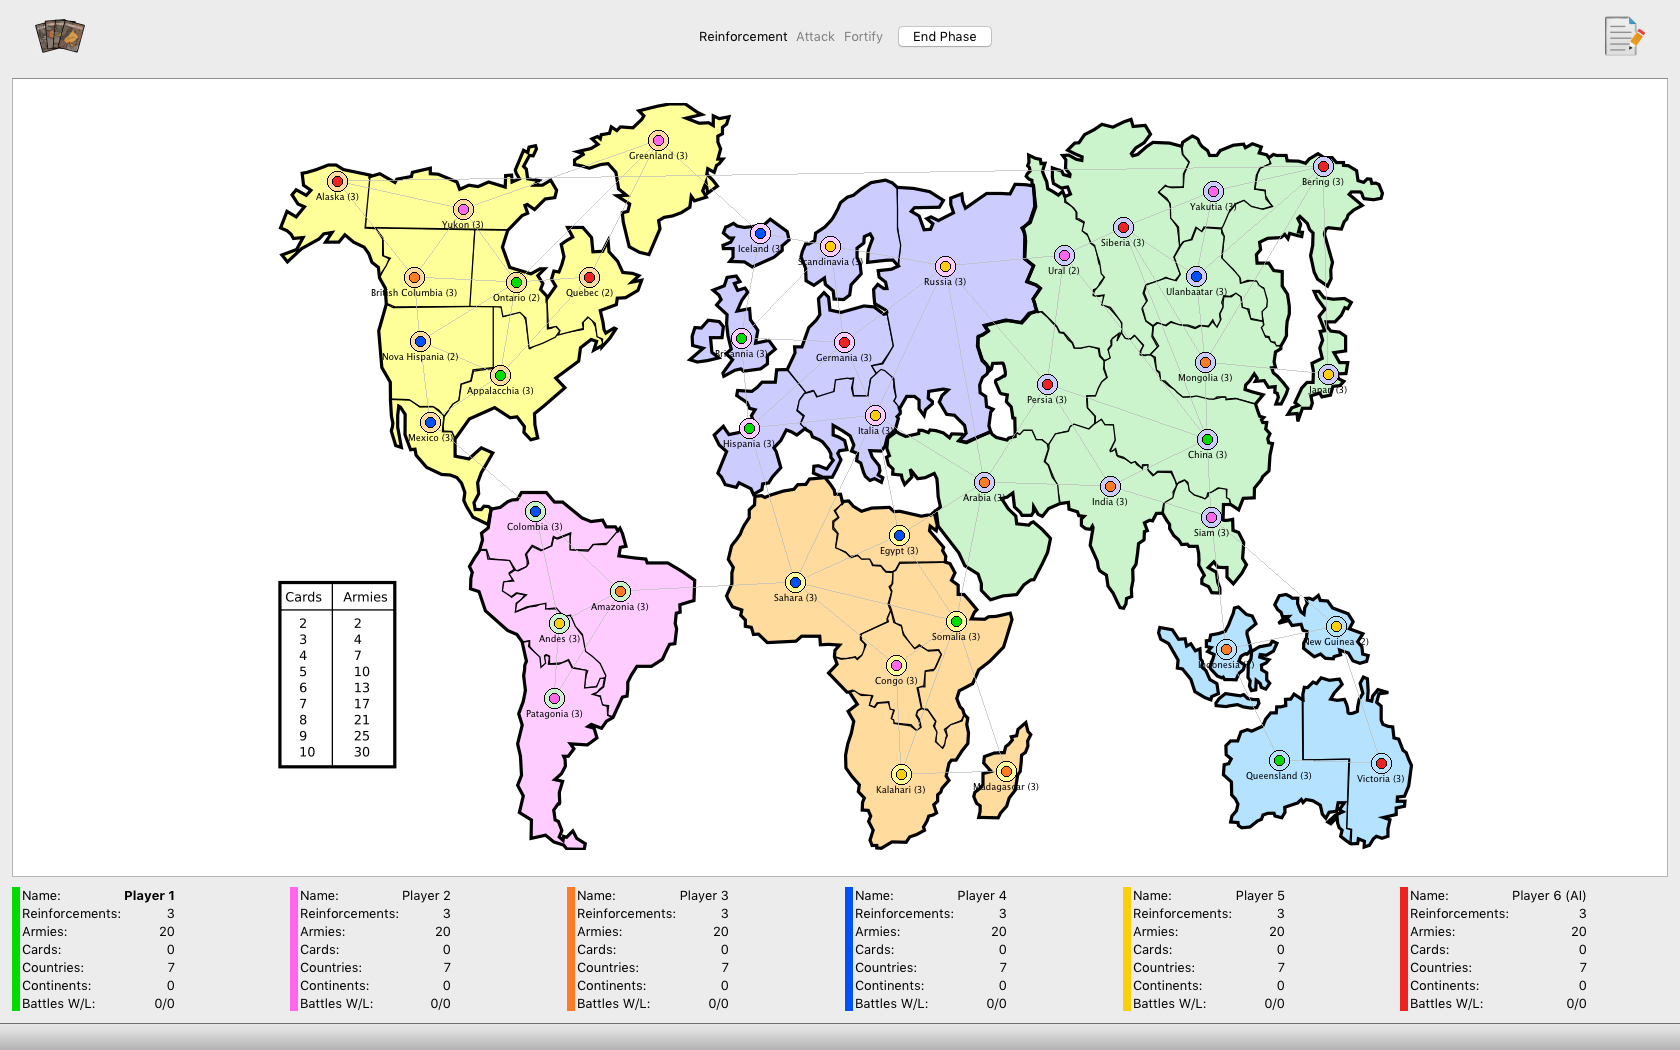 Reinforcement Attack Fortify End Phase
Greenland (3)
Alaska (3)
Yukon (3)
Bering (3)
Yakutia (3)
Siberia (3)
Iceland (3)
Scandinavia (3)
Ural (2)
Russia (3)
British Columbia (3)
Ontario (2)
Quebec (2)
Ulanbaatar (3)
Nova Hispania (2)
Britannia (3)
Germania (3)
Mongolia (3)
Japan (3)
Appalacchia (3)
Persia (3)
Mexico (3)
Hispania (3)
Italia (3)
China (3)
Arabia (3)
India (3)
Colombia (3)
Siam (3)
Egypt (3)
Sahara (3)
Amazonia (3)
Andes (3)
Somalia (3)
New Guinea (2)
Indonesia
Congo (3)
Patagonia (3)
Queensland (3)
Victoria (3)
Kalahari (3)
Madagascar (3)
Cards Armies
2 2
3 4
4 7
5 10
6 13
7 17
8 21
9 25
10 30
Name: Player 1
Reinforcements: 3
Armies: 20
Cards: 0
Countries: 7
Continents: 0
Battles W/L: 0/0
Name: Player 2
Reinforcements: 3
Armies: 20
Cards: 0
Countries: 7
Continents: 0
Battles W/L: 0/0
Name: Player 3
Reinforcements: 3
Armies: 20
Cards: 0
Countries: 7
Continents: 0
Battles W/L: 0/0
Name: Player 4
Reinforcements: 3
Armies: 20
Cards: 0
Countries: 7
Continents: 0
Battles W/L: 0/0
Name: Player 5
Reinforcements: 3
Armies: 20
Cards: 0
Countries: 7
Continents: 0
Battles W/L: 0/0
Name: Player 6 (AI)
Reinforcements: 3
Armies: 20
Cards: 0
Countries: 7
Continents: 0
Battles W/L: 0/0